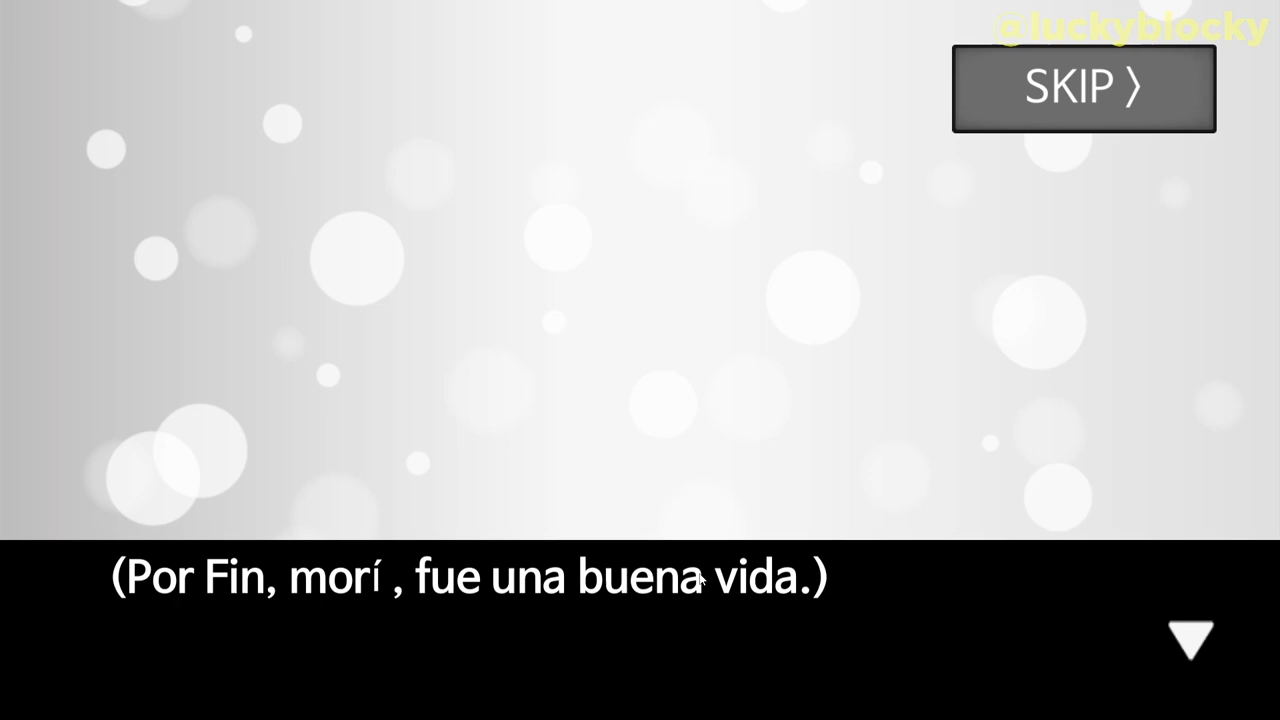 @luckyblocky
SKIP 〉
(Por Fin, morí , fue una buena vida.)